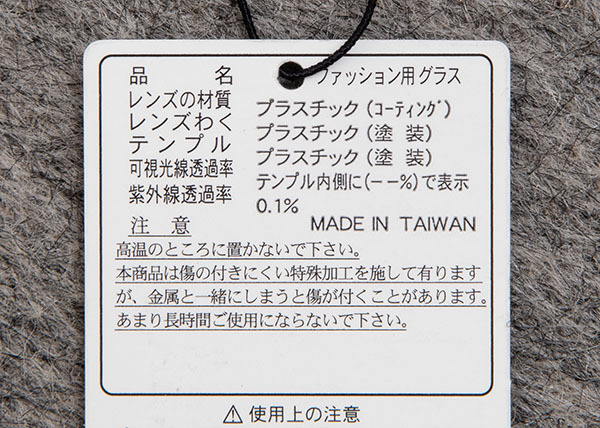 品 名 ファッション用グラス
レンズの材質 プラスチック(コーティング)
レンズわく プラスチック(塗 装)
テンプル プラスチック(塗 装)
可視光線透過率 テンプル内側に(--%)で表示
紫外線透過率 0.1%
注 意 MADE IN TAIWAN
高温のところに置かないで下さい。
本商品は傷の付きにくい特殊加工を施して有ります
が、金属と一緒にしまうと傷が付くことがあります。
あまり長時間ご使用にならないで下さい。
⚠使用上の注意